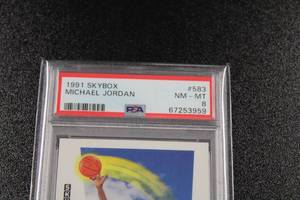 1991 SKYBOX #583
MICHAEL JORDAN NM - MT
PSA 8
67253959